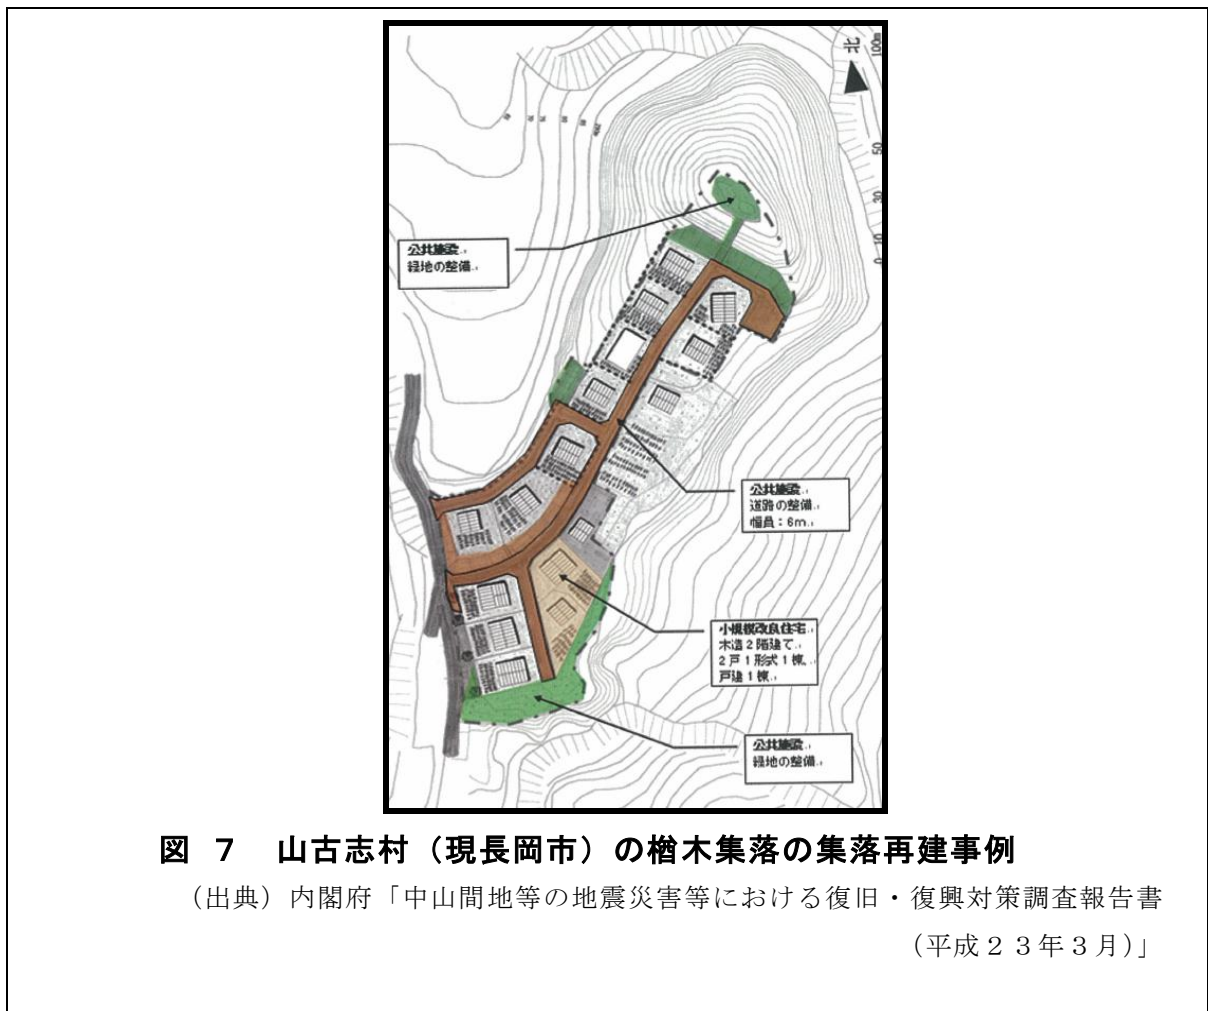 北
100m
50
30
10
0
公共施設
緑地の整備
公共施設
道路の整備
幅員：6m
小規模改良住宅
木造２階建て
２戸１形式１棟
戸建１棟
公共施設
緑地の整備
図 ７ 山古志村（現長岡市）の楢木集落の集落再建事例
（出典）内閣府「中山間地等の地震災害等における復旧・復興対策調査報告書
（平成２３年３月）」